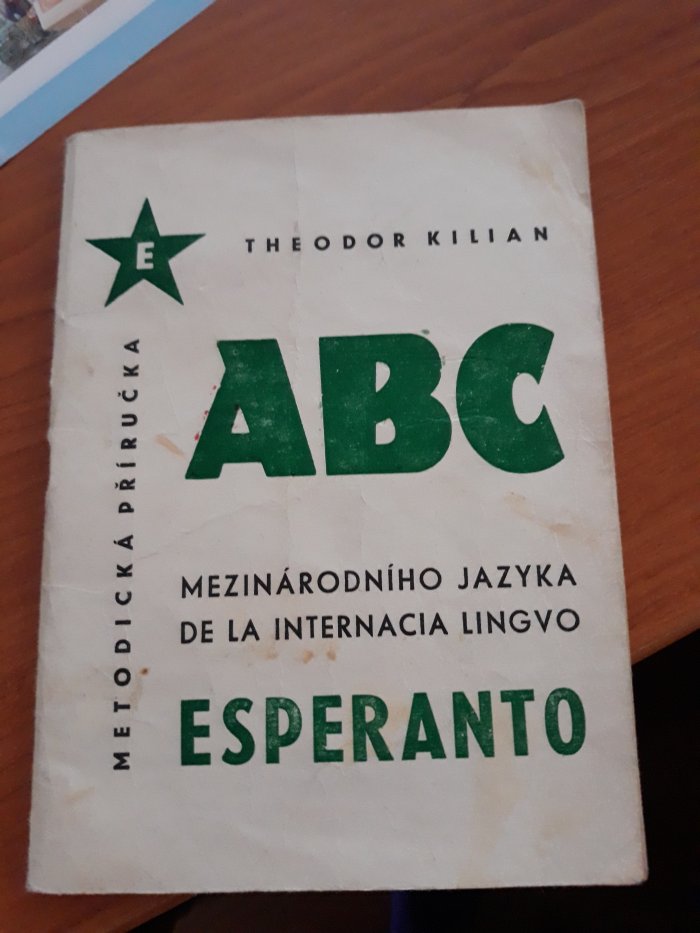 E
THEODOR KILIAN
ABC
METODICKÁ PŘÍRUČKA
MEZINÁRODNÍHO JAZYKA
DE LA INTERNACIA LINGVO
ESPERANTO